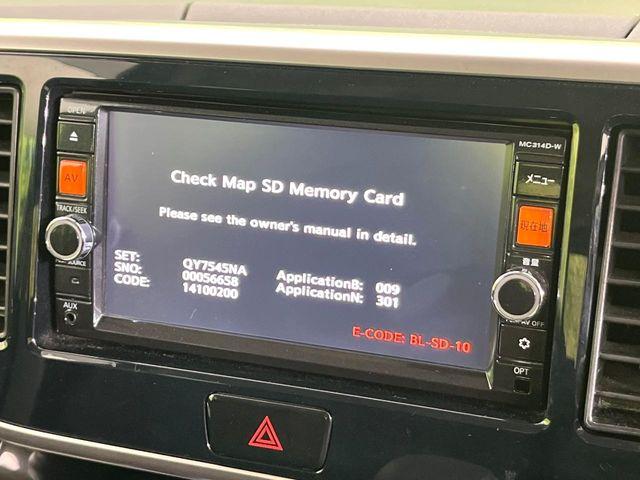 OPEN
MC314D-W
AV
メニュー
Check Map SD Memory Card
Please see the owner's manual in detail.
TRACK/SEEK
現在地
音量
SET: QY7545NA
SNO: 00056658 ApplicationB: 009
CODE: 14100200 ApplicationN: 301
E-CODE: BL-SD-10
AUX
AV OFF
OPT